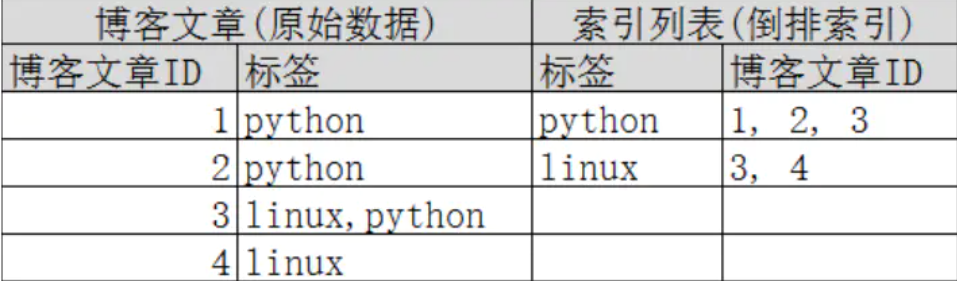 博客文章(原始数据) 索引列表(倒排索引)
博客文章ID 标签 标签 博客文章ID
1 python python 1, 2, 3
2 python linux 3, 4
3 linux,python
4 linux